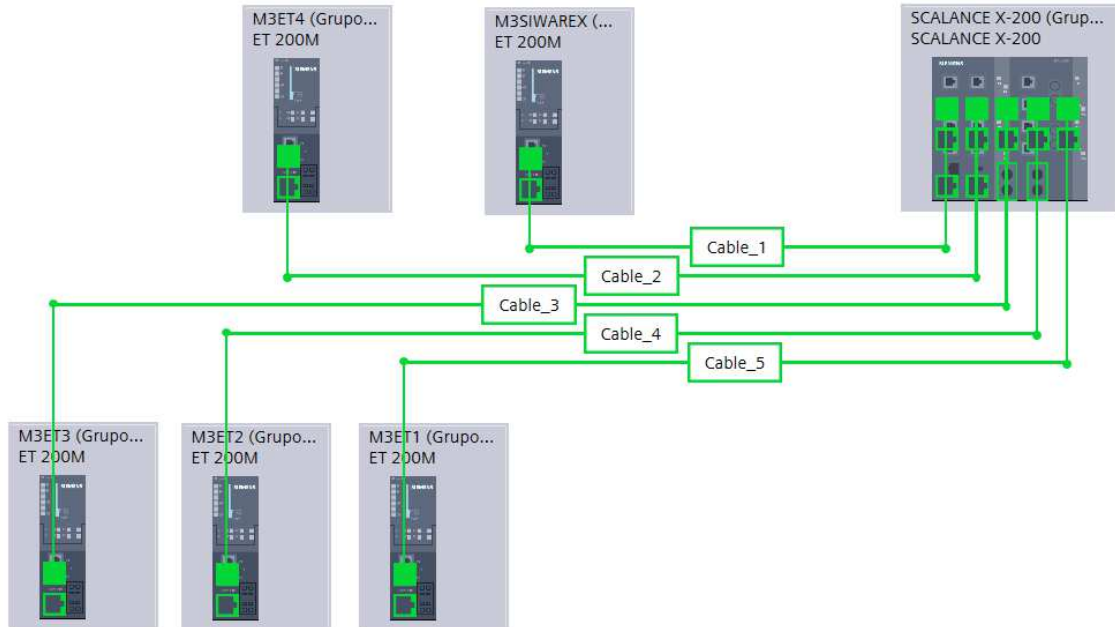 M3ET4 (Grupo...
ET 200M
M3SIWAREX (...
ET 200M
SCALANCE X-200 (Grup...
SCALANCE X-200
Cable_1
Cable_2
Cable_3
Cable_4
Cable_5
M3ET3 (Grupo...
ET 200M
M3ET2 (Grupo...
ET 200M
M3ET1 (Grupo...
ET 200M